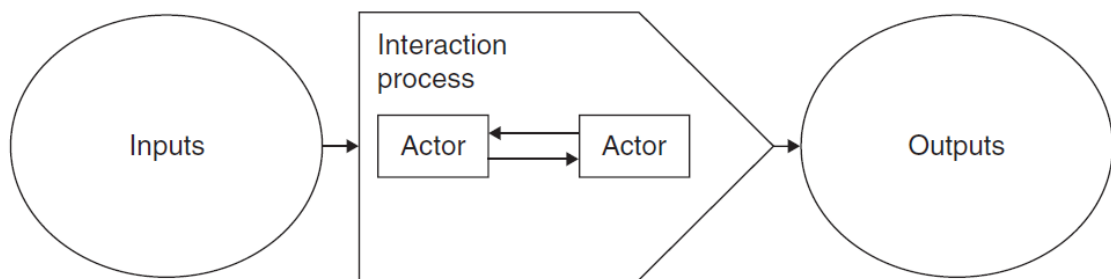 Inputs
Interaction
process
Actor
Actor
Outputs